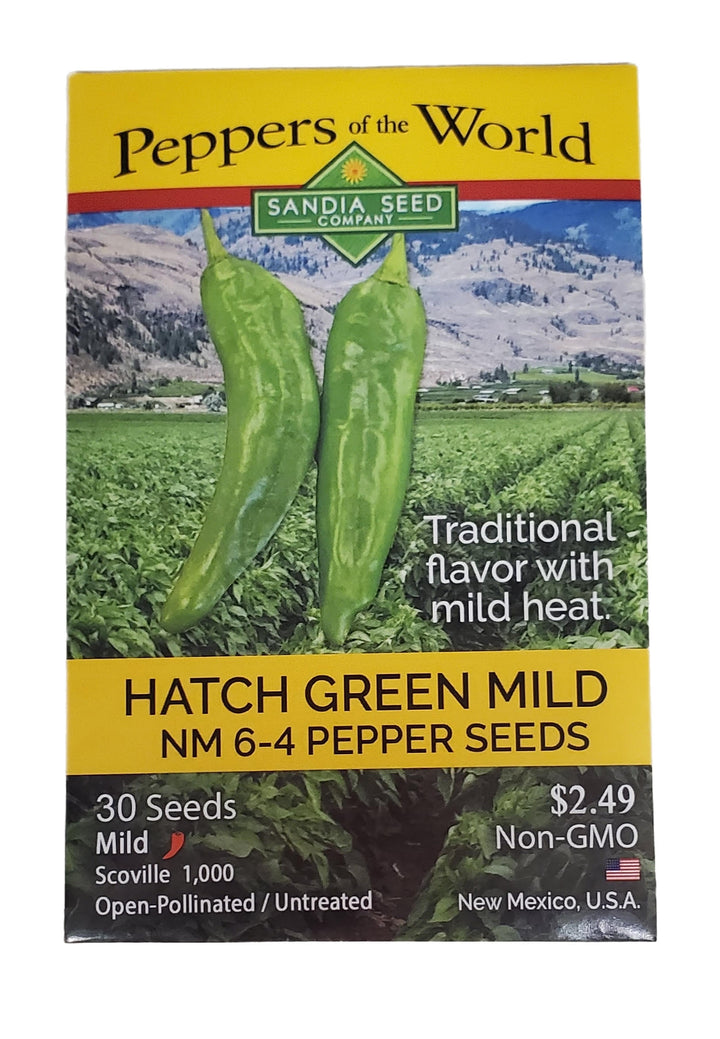 Peppers of the World
SANDIA SEED
COMPANY
Traditional
flavor with
mild heat.
HATCH GREEN MILD
NM 6-4 PEPPER SEEDS
30 Seeds
Mild
Scoville 1,000
Open-Pollinated / Untreated
$2.49
Non-GMO
New Mexico, U.S.A.